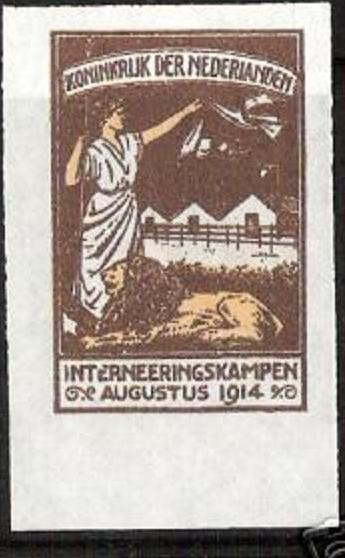 KONINKRIJK DER NEDERLANDEN
INTERNEERINGSKAMPEN
AUGUSTUS 1914